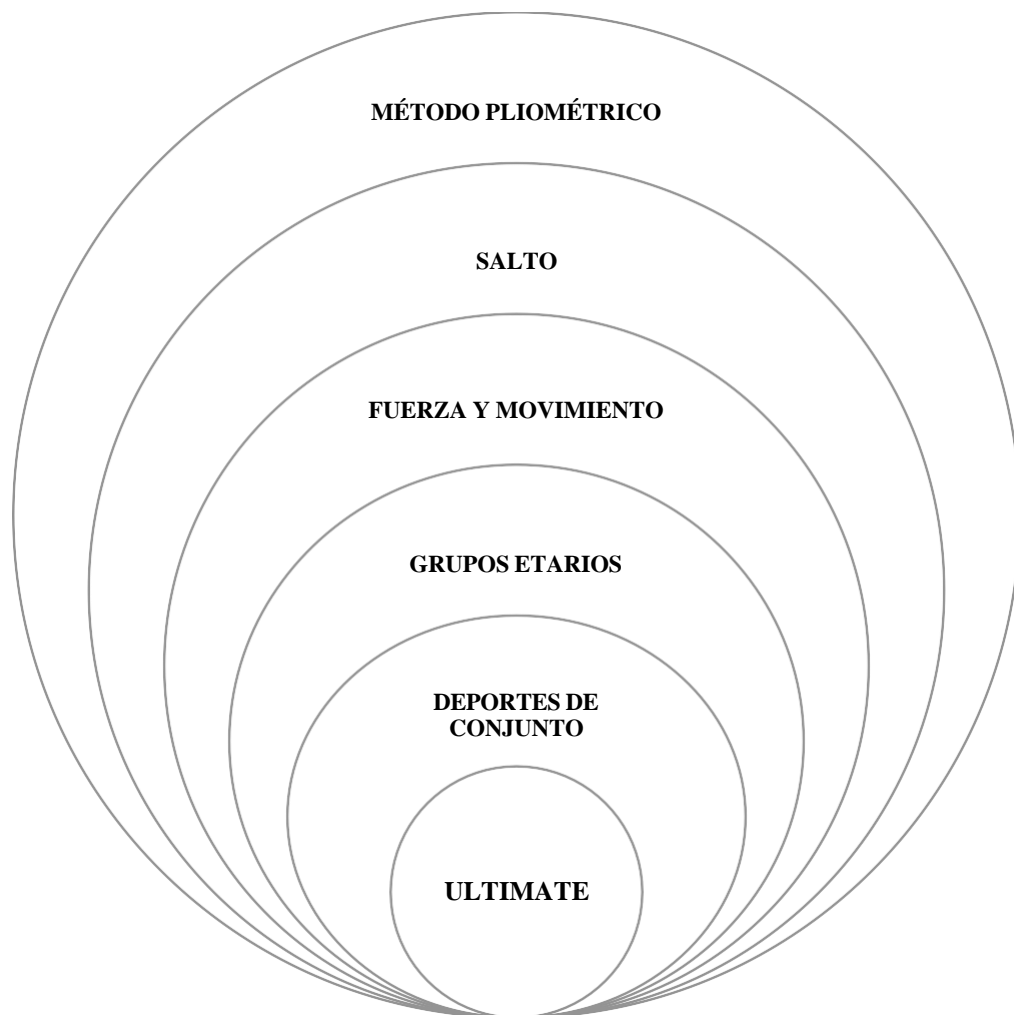 MÉTODO PLIOMÉTRICO
SALTO
FUERZA Y MOVIMIENTO
GRUPOS ETARIOS
DEPORTES DE
CONJUNTO
ULTIMATE